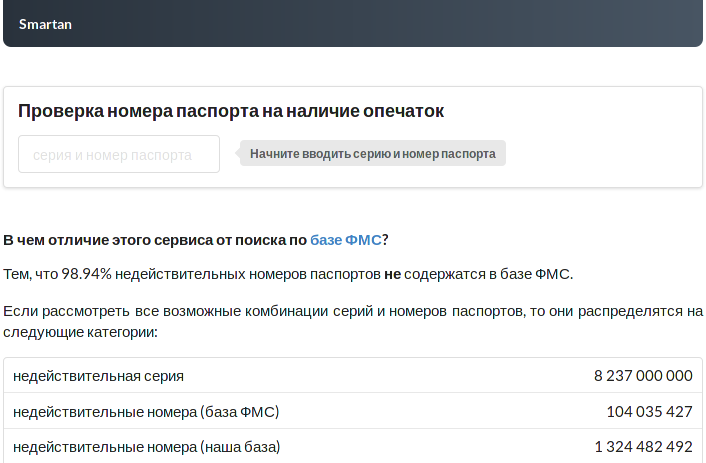 Smartan
Проверка номера паспорта на наличие опечаток
серия и номер паспорта
Начните вводить серию и номер паспорта
В чем отличие этого сервиса от поиска по базе ФМС?
Тем, что 98.94% недействительных номеров паспортов не содержатся в базе ФМС.
Если рассмотреть все возможные комбинации серий и номеров паспортов, то они распределятся на
следующие категории:
недействительная серия 8 237 000 000
недействительные номера (база ФМС) 104 035 427
недействительные номера (наша база) 1 324 482 492